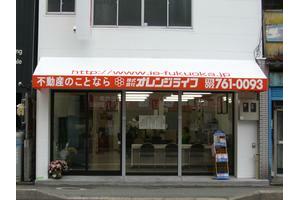 http://www.is-fukuoka.jp
不動産のことなら 株式会社 オレンジライフ 761-0093